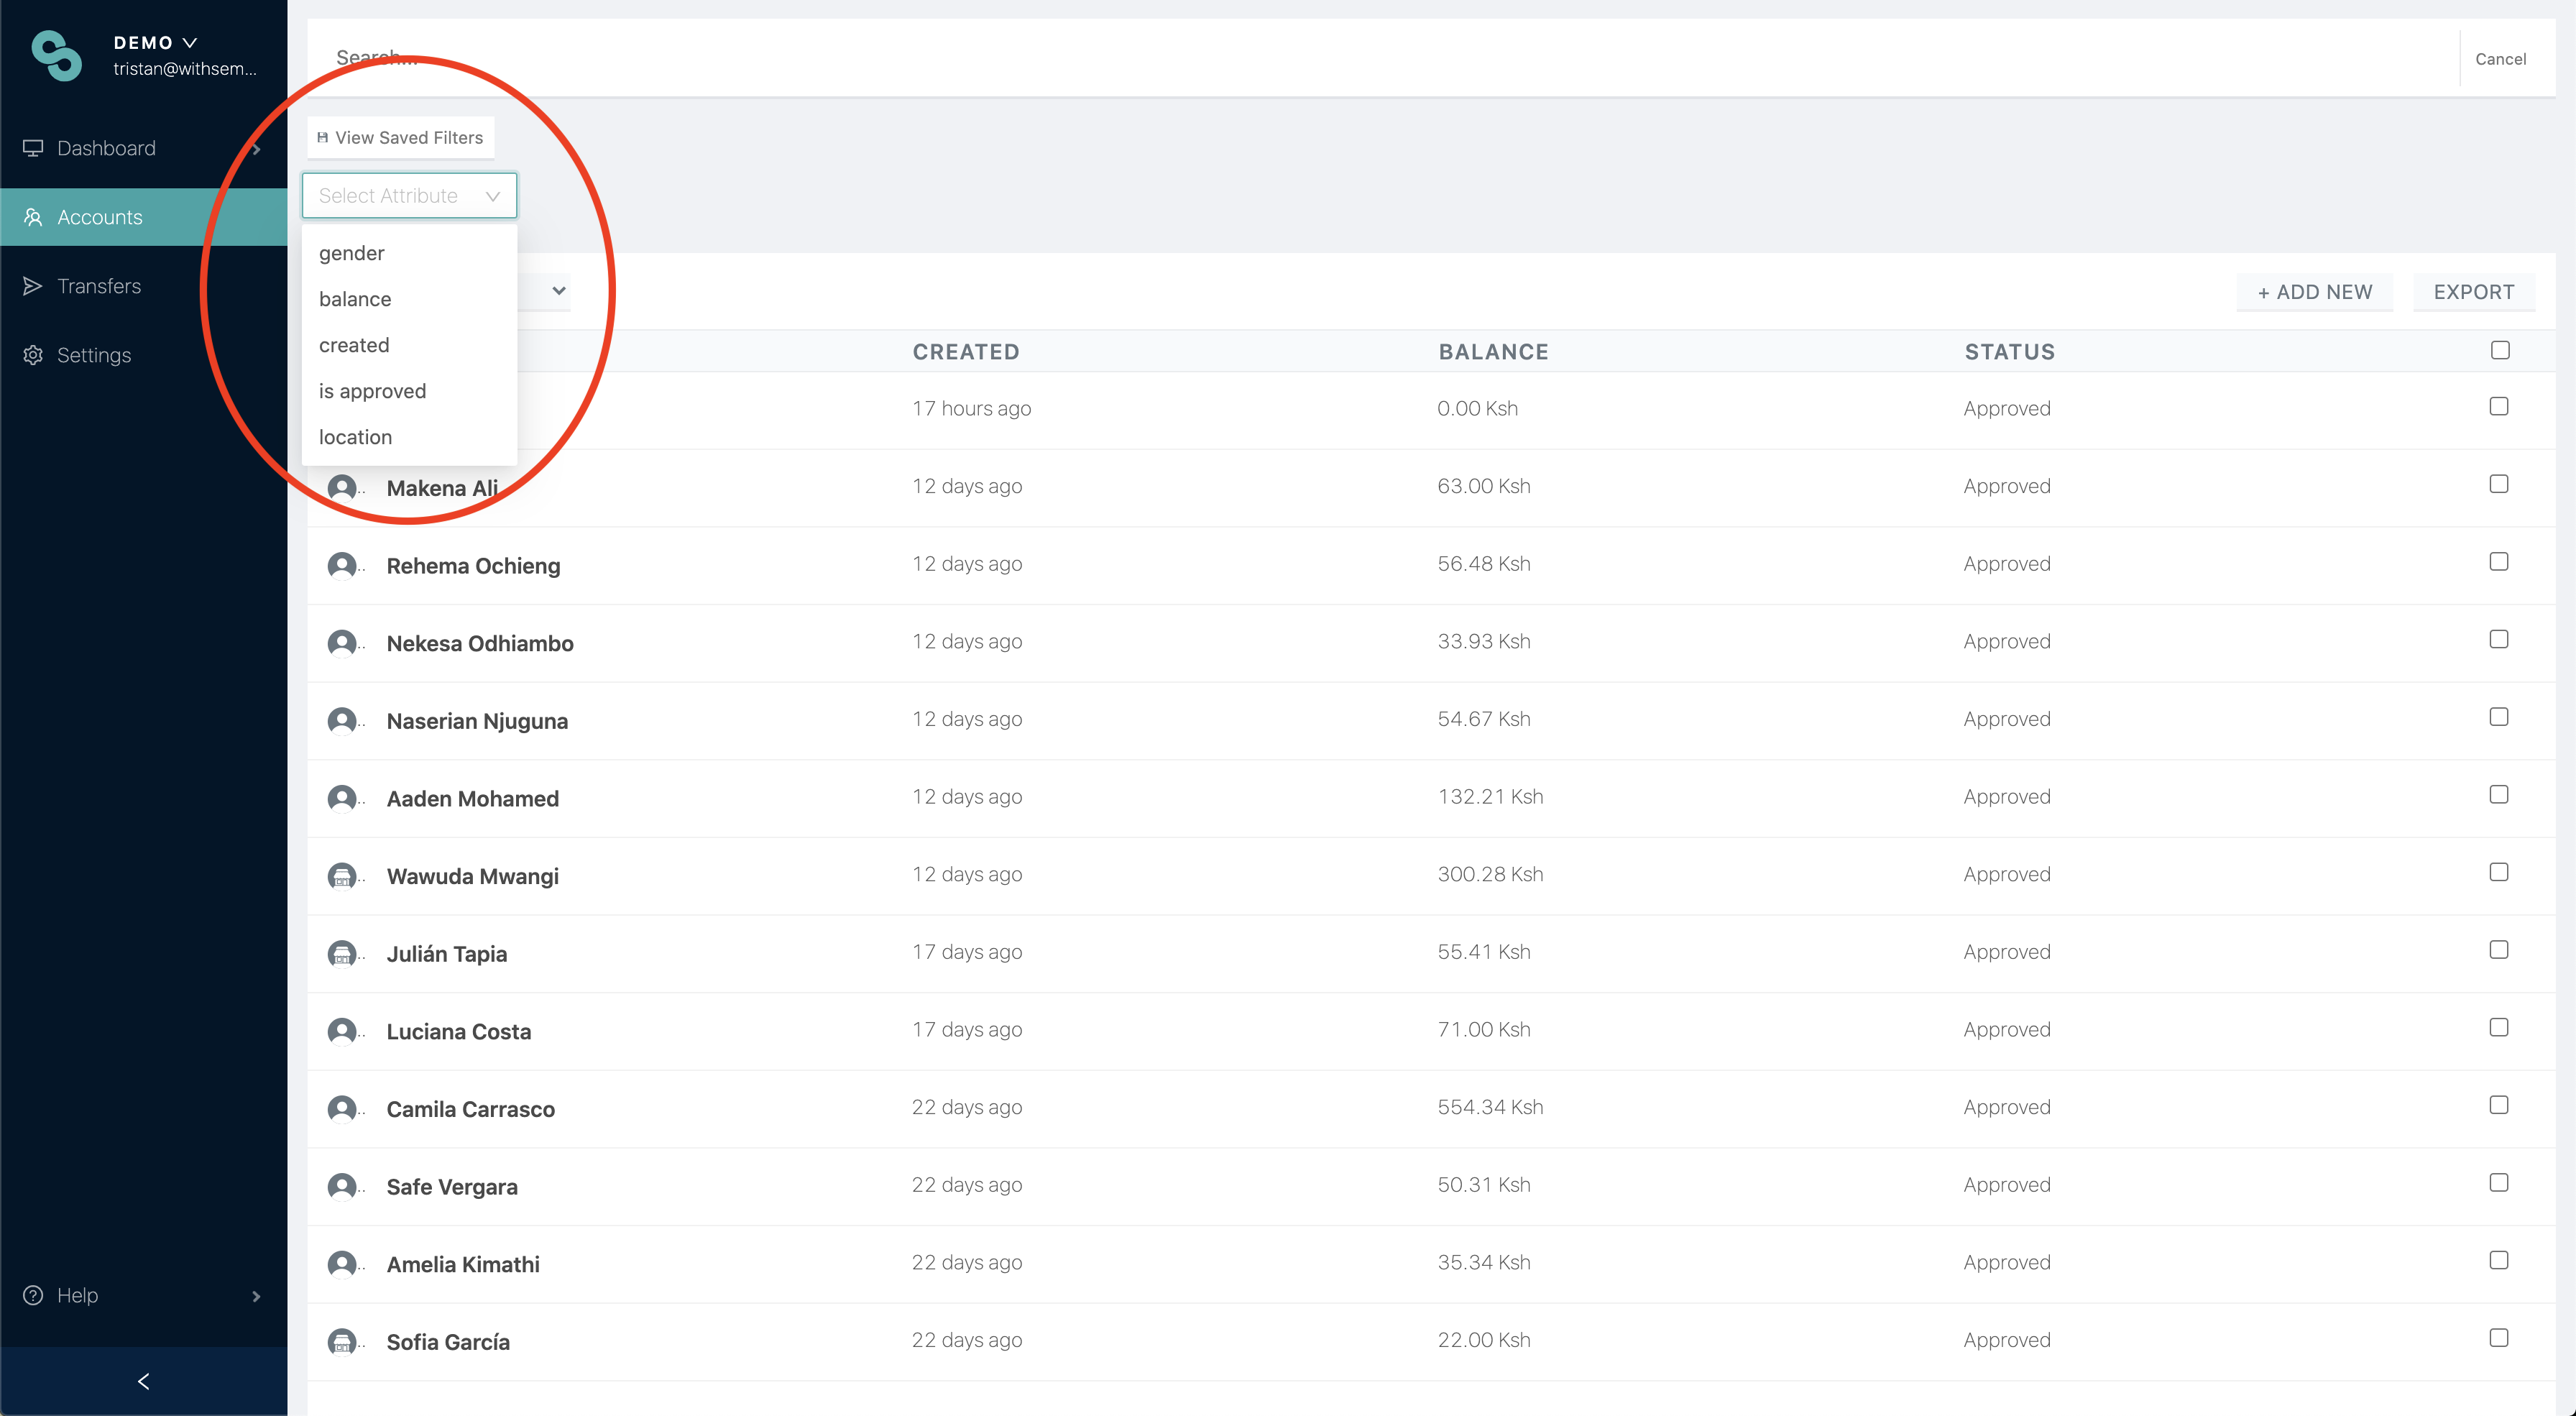 DEMO
tristan@withsem...
Dashboard
Accounts
Transfers
Settings
Help
Search...
Cancel
View Saved Filters
Select Attribute
gender
balance
created
is approved
location
+ ADD NEW
EXPORT
CREATED BALANCE STATUS
17 hours ago 0.00 Ksh Approved
Makena Ali 12 days ago 63.00 Ksh Approved
Rehema Ochieng 12 days ago 56.48 Ksh Approved
Nekesa Odhiambo 12 days ago 33.93 Ksh Approved
Naserian Njuguna 12 days ago 54.67 Ksh Approved
Aaden Mohamed 12 days ago 132.21 Ksh Approved
Wawuda Mwangi 12 days ago 300.28 Ksh Approved
Julián Tapia 17 days ago 55.41 Ksh Approved
Luciana Costa 17 days ago 71.00 Ksh Approved
Camila Carrasco 22 days ago 554.34 Ksh Approved
Safe Vergara 22 days ago 50.31 Ksh Approved
Amelia Kimathi 22 days ago 35.34 Ksh Approved
Sofia García 22 days ago 22.00 Ksh Approved